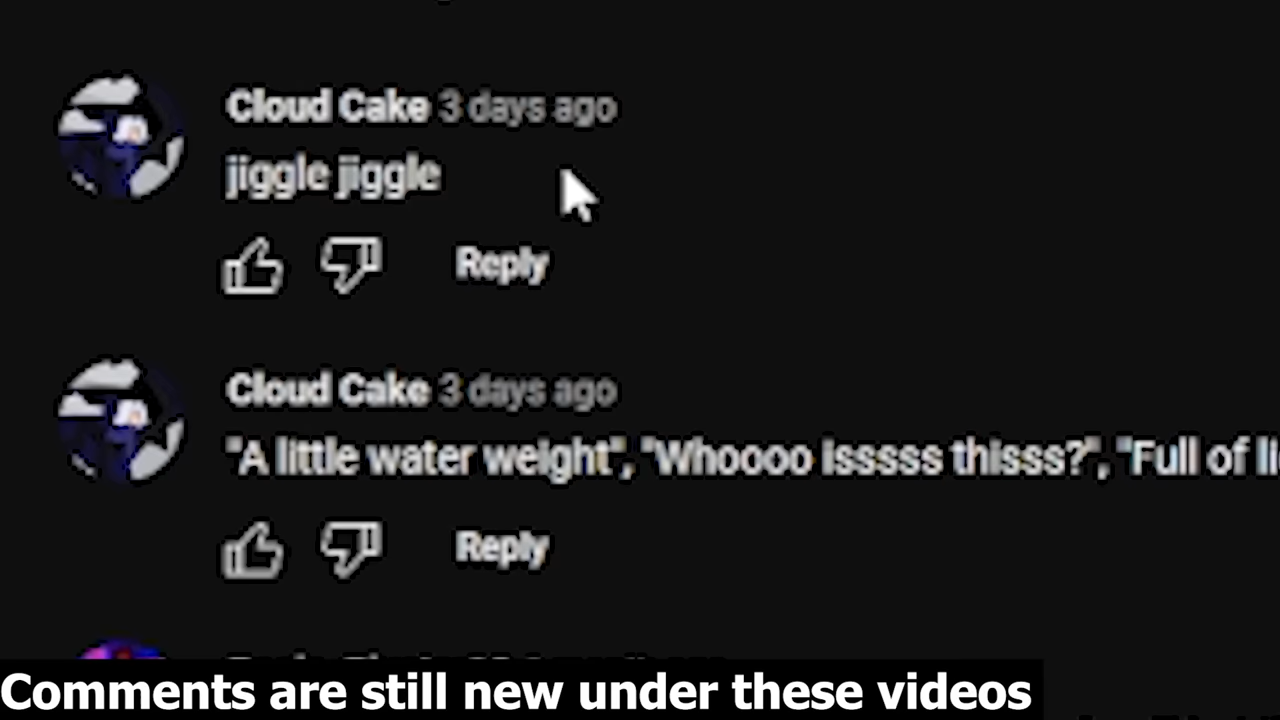 Cloud Cake 3 days ago
jiggle jiggle
Reply
Cloud Cake 3 days ago
"A little water weight", "Whoooo isssss thisss?", "Full of
Reply
Comments are still new under these videos